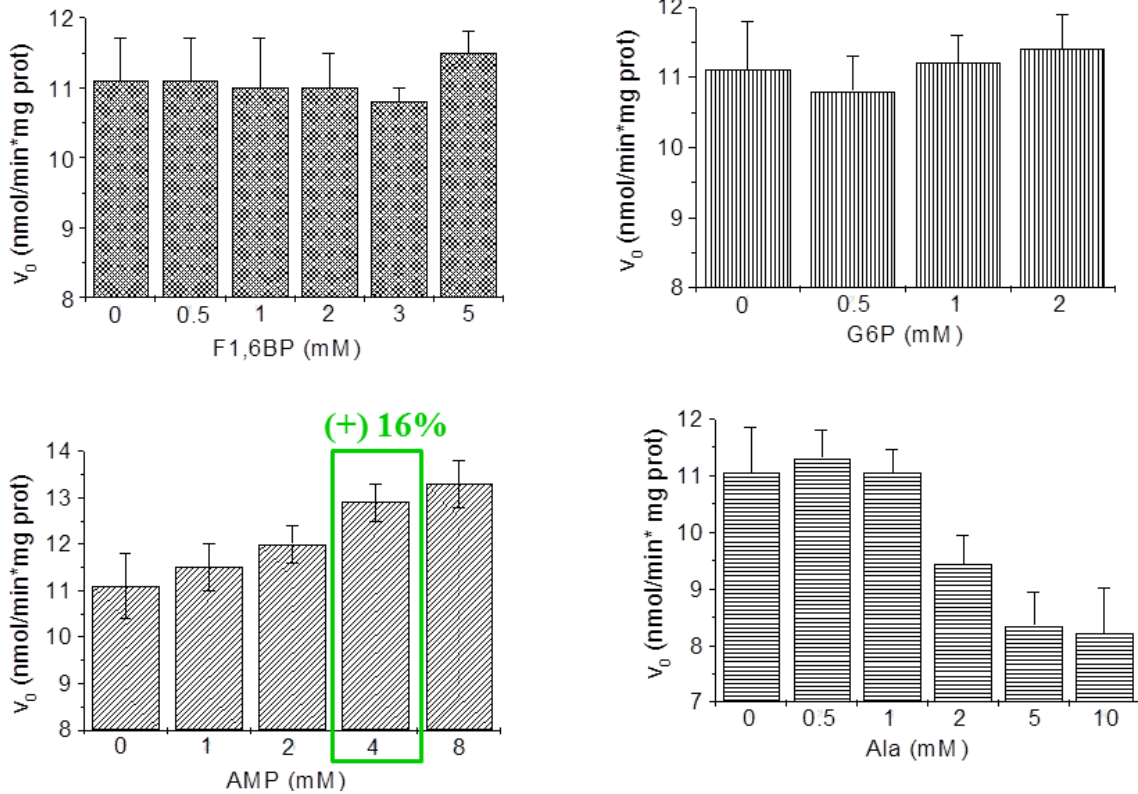 12
11
10
9
8
v₀ (nmol/min*mg prot)
0 0.5 1 2 3 5
F1,6BP (mM)
12
11
10
9
8
v₀ (nmol/min*mg prot)
0 0.5 1 2
G6P (mM)
(+) 16%
14
13
12
11
10
9
8
v₀ (nmol/min*mg prot)
0 1 2 4 8
AMP (mM)
12
11
10
9
8
7
v₀ (nmol/min* mg prot)
0 0.5 1 2 5 10
Ala (mM)